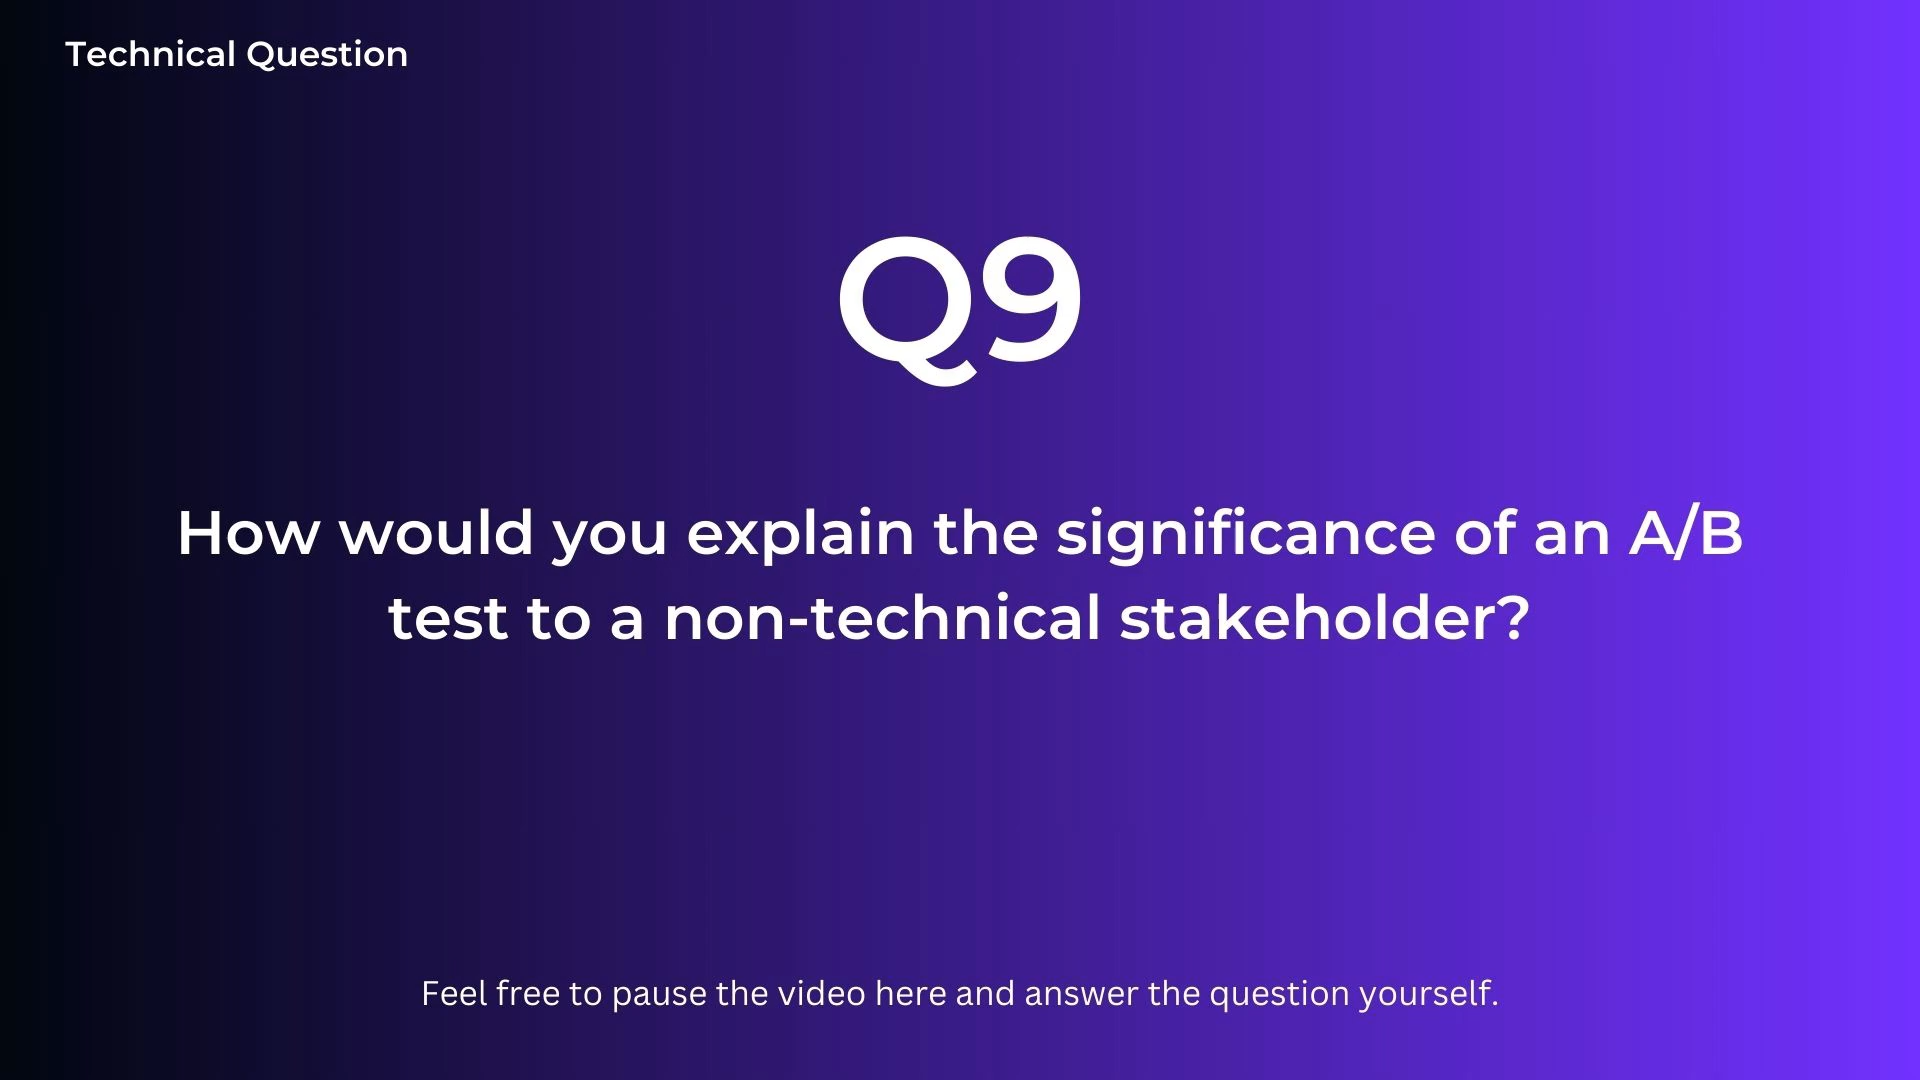 Technical Question
Q9
How would you explain the significance of an A/B
test to a non-technical stakeholder?
Feel free to pause the video here and answer the question yourself.